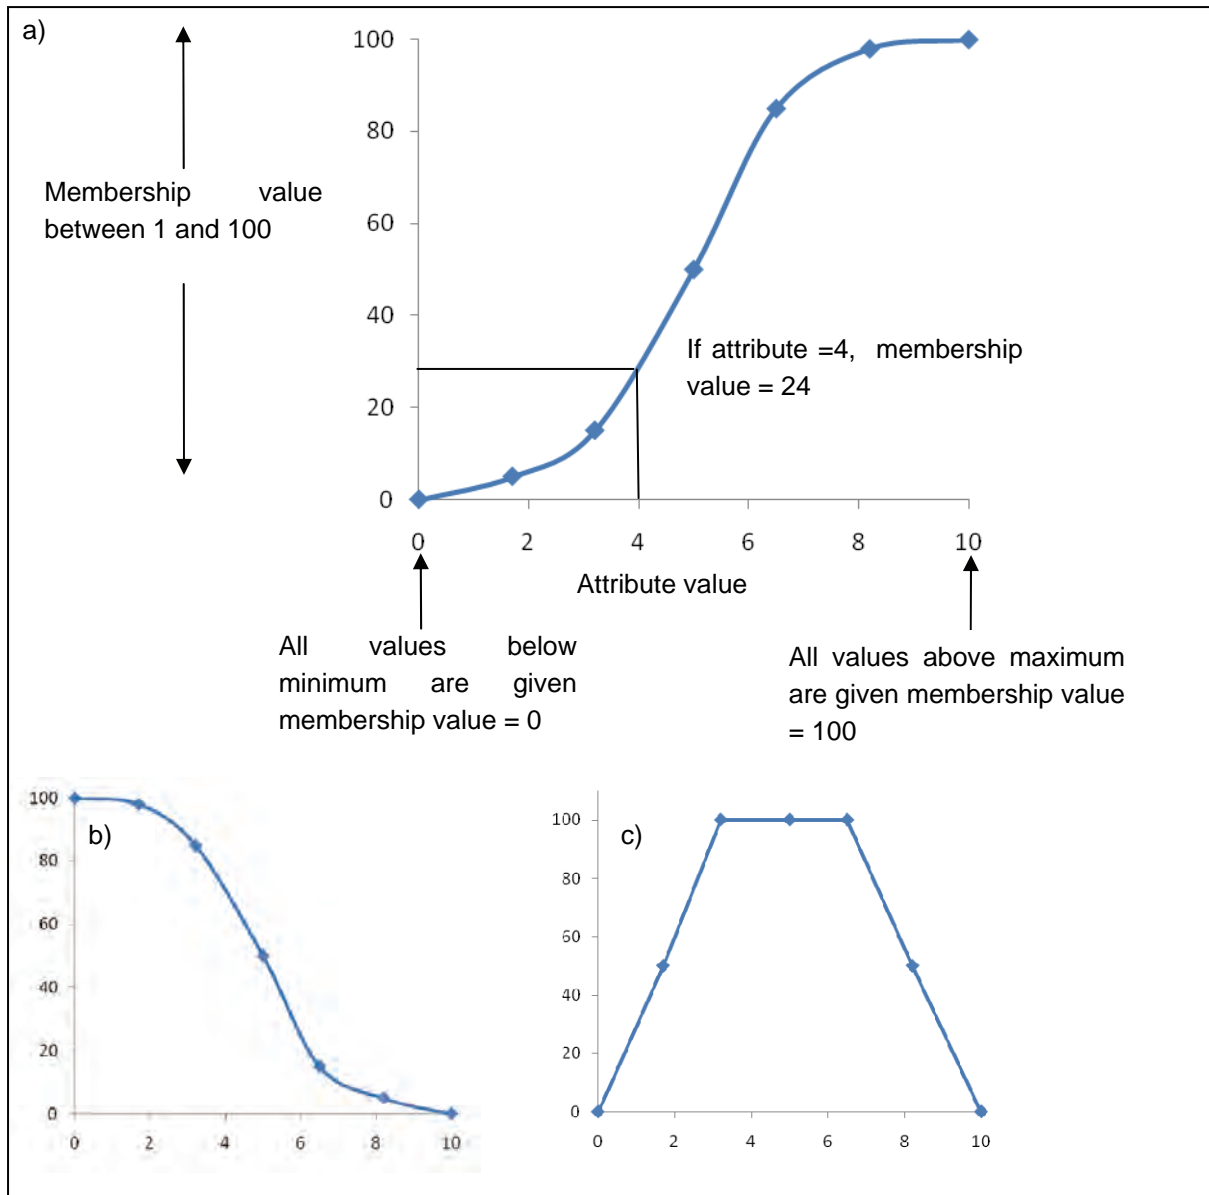 a)
100
80
60
40
20
0
Membership value
between 1 and 100
If attribute =4, membership
value = 24
0 2 4 6 8 10
Attribute value
All values below
minimum are given
membership value = 0
All values above maximum
are given membership value
= 100
b)
100
80
60
40
20
0
0 2 4 6 8 10
c)
100
80
60
40
20
0
0 2 4 6 8 10